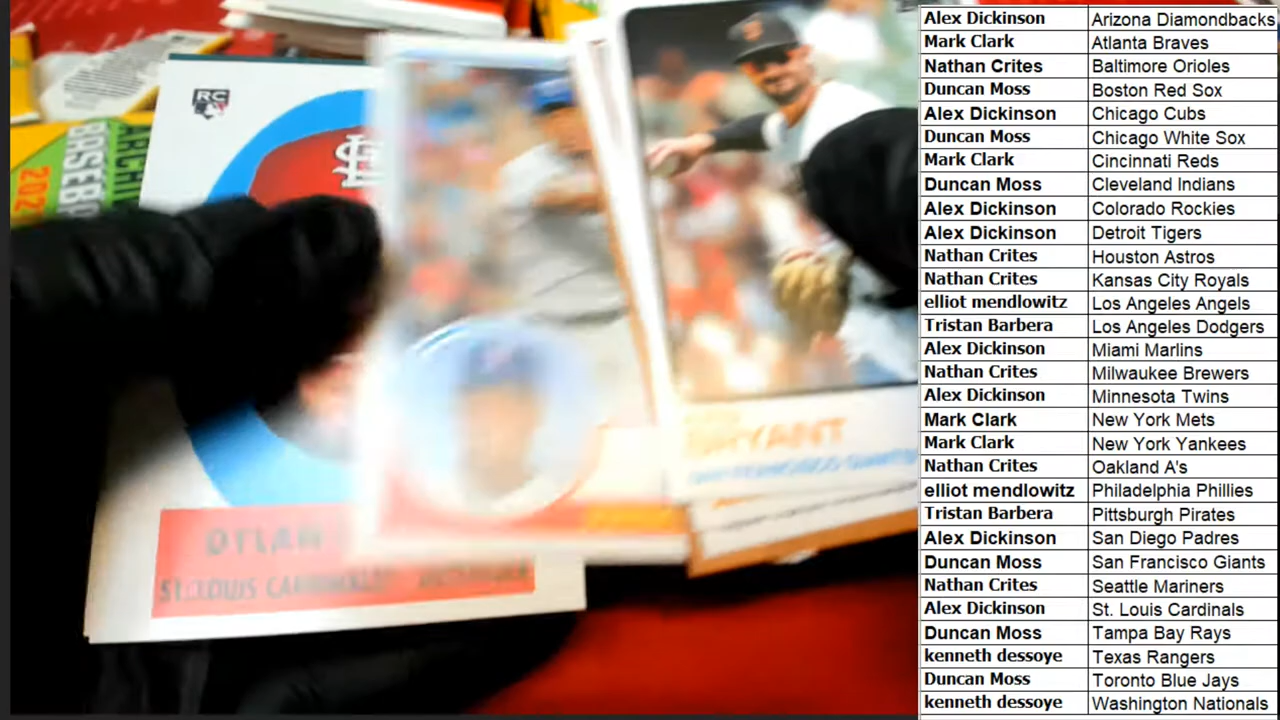 RC
ARCHI
BASEB
202
DYLAN
ST. LOUIS CARDINALS
BRYANT
SAN FRANCISCO GIANTS
Alex Dickinson Arizona Diamondbacks
Mark Clark Atlanta Braves
Nathan Crites Baltimore Orioles
Duncan Moss Boston Red Sox
Alex Dickinson Chicago Cubs
Duncan Moss Chicago White Sox
Mark Clark Cincinnati Reds
Duncan Moss Cleveland Indians
Alex Dickinson Colorado Rockies
Alex Dickinson Detroit Tigers
Nathan Crites Houston Astros
Nathan Crites Kansas City Royals
elliot mendlowitz Los Angeles Angels
Tristan Barbera Los Angeles Dodgers
Alex Dickinson Miami Marlins
Nathan Crites Milwaukee Brewers
Alex Dickinson Minnesota Twins
Mark Clark New York Mets
Mark Clark New York Yankees
Nathan Crites Oakland A's
elliot mendlowitz Philadelphia Phillies
Tristan Barbera Pittsburgh Pirates
Alex Dickinson San Diego Padres
Duncan Moss San Francisco Giants
Nathan Crites Seattle Mariners
Alex Dickinson St. Louis Cardinals
Duncan Moss Tampa Bay Rays
kenneth dessoye Texas Rangers
Duncan Moss Toronto Blue Jays
kenneth dessoye Washington Nationals